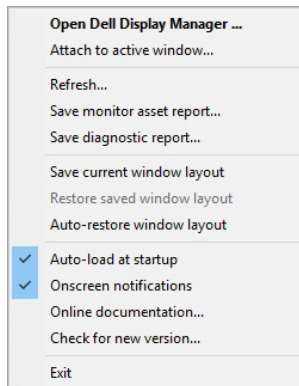 Open Dell Display Manager ...
Attach to active window...
Refresh...
Save monitor asset report...
Save diagnostic report...
Save current window layout
Restore saved window layout
Auto-restore window layout
Auto-load at startup
Onscreen notifications
Online documentation...
Check for new version...
Exit